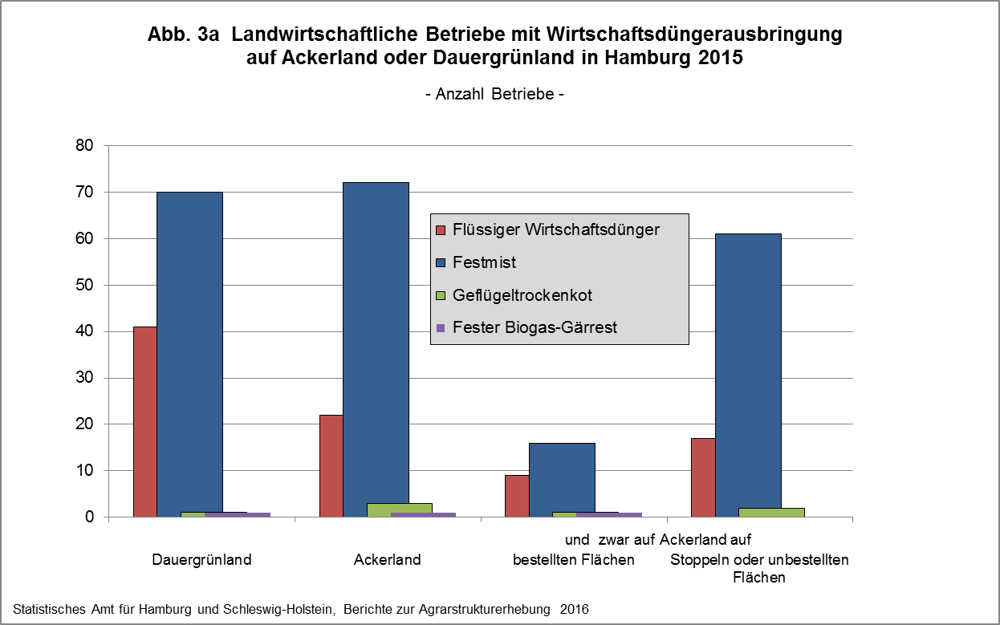 Abb. 3a Landwirtschaftliche Betriebe mit Wirtschaftsdüngerausbringung
auf Ackerland oder Dauergrünland in Hamburg 2015
- Anzahl Betriebe -
80
70
60
50
40
30
20
10
0
Flüssiger Wirtschaftsdünger
Festmist
Geflügeltrockenkot
Fester Biogas-Gärrest
und zwar auf Ackerland auf
Dauergrünland
Ackerland
bestellten Flächen
Stoppeln oder unbestellten
Flächen
Statistisches Amt für Hamburg und Schleswig-Holstein, Berichte zur Agrarstrukturerhebung 2016